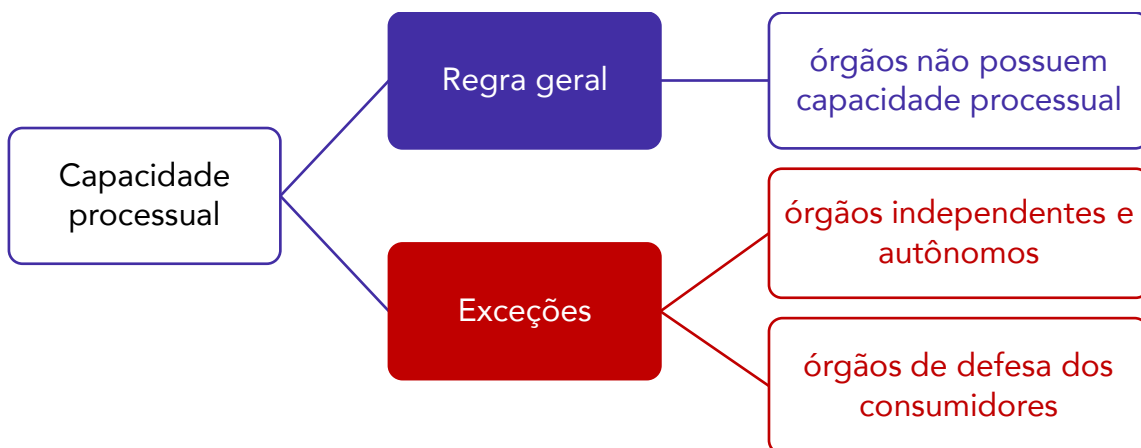 Capacidade
processual
Regra geral
órgãos não possuem
capacidade processual
Exceções
órgãos independentes e
autônomos
órgãos de defesa dos
consumidores